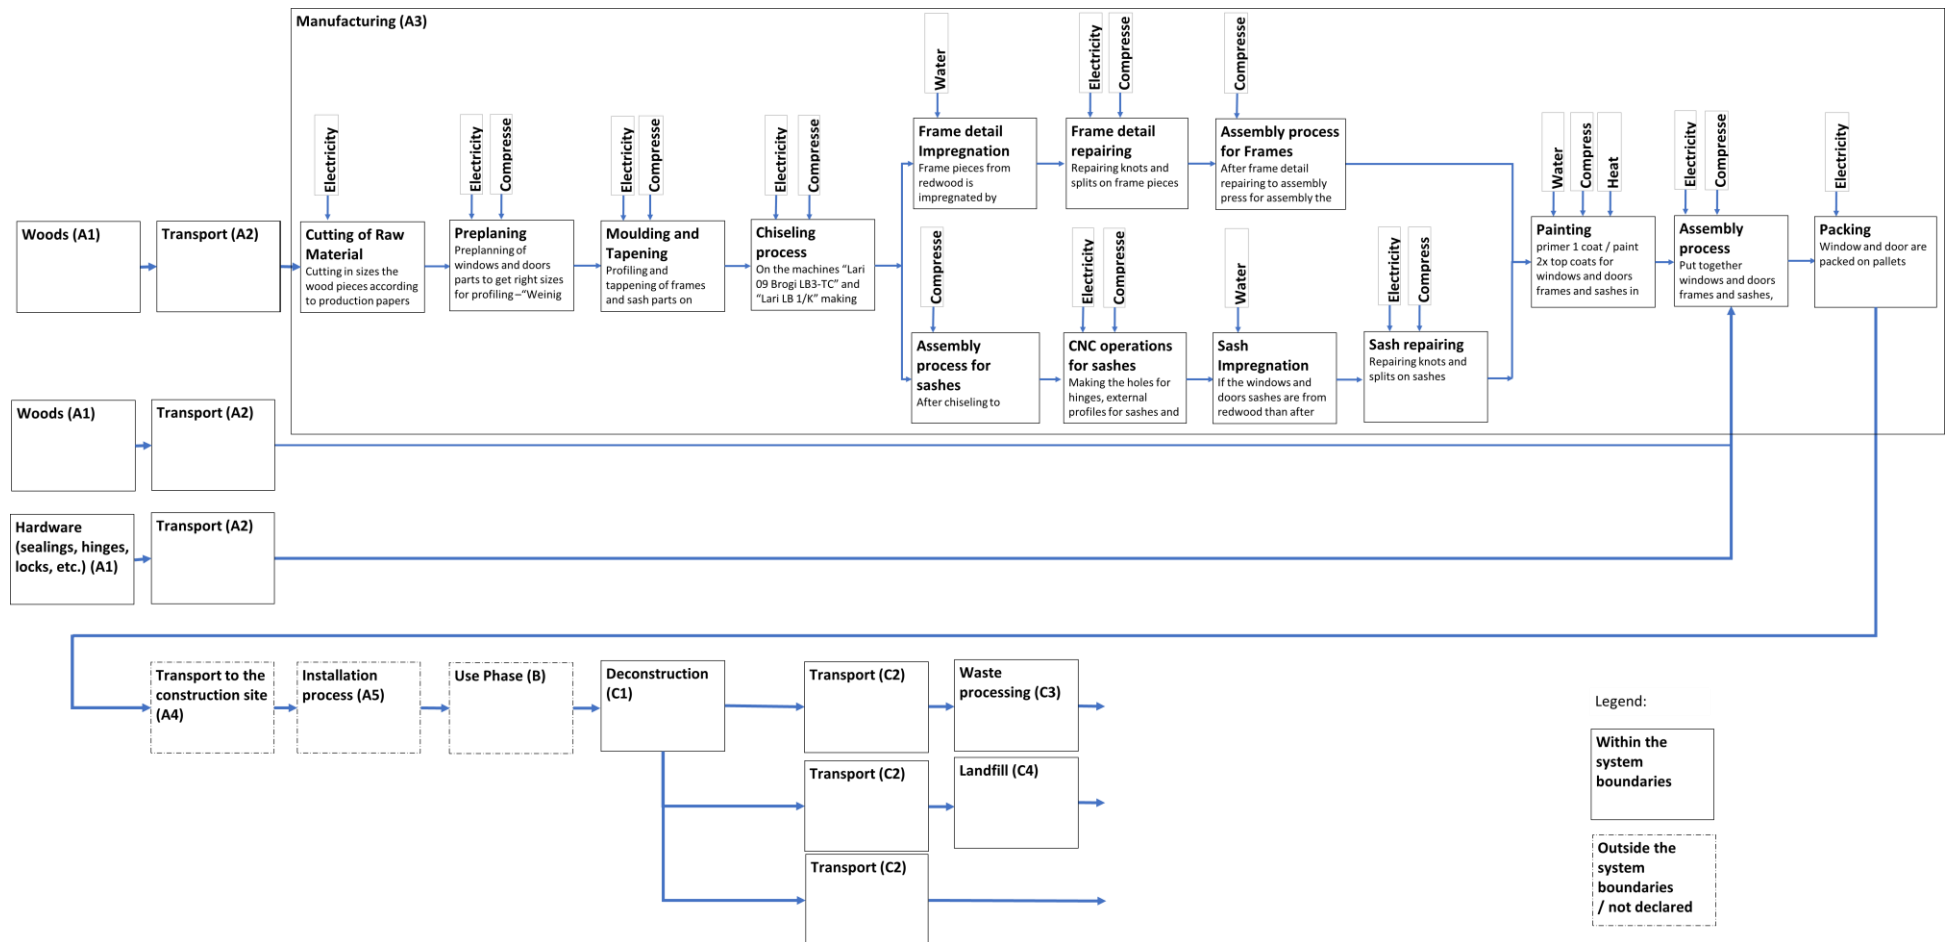 Manufacturing (A3)
Water
Electricity
Compresse
Compresse
Electricity
Electricity
Compresse
Electricity
Compresse
Electricity
Compresse
Water
Compress
Heat
Electricity
Compresse
Electricity
Woods (A1)
Transport (A2)
Cutting of Raw
Material
Cutting in sizes the
wood pieces according
to production papers
Preplaning
Preplanning of
windows and doors
parts to get right sizes
for profiling –"Weinig
Moulding and
Tapening
Profiling and
tappening of frames
and sash parts on
Chiseling
process
On the machines "Lari
09 Brogi LB3-TC" and
"Lari LB 1/K" making
Frame detail
Impregnation
Frame pieces from
redwood is
impregnated by
Frame detail
repairing
Repairing knots and
splits on frame pieces
Assembly process
for Frames
After frame detail
repairing to assembly
press for assembly the
Compresse
Electricity
Compresse
Water
Electricity
Compress
Assembly
process for
sashes
After chiseling to
CNC operations
for sashes
Making the holes for
hinges, external
profiles for sashes and
Sash
Impregnation
If the windows and
doors sashes are from
redwood than after
Sash repairing
Repairing knots and
splits on sashes
Painting
primer 1 coat / paint
2x top coats for
windows and doors
frames and sashes in
Assembly
process
Put together
windows and doors
frames and sashes,
Packing
Window and door are
packed on pallets
Woods (A1)
Transport (A2)
Hardware
(sealings, hinges,
locks, etc.) (A1)
Transport (A2)
Transport to the
construction site
(A4)
Installation
process (A5)
Use Phase (B)
Deconstruction
(C1)
Transport (C2)
Waste
processing (C3)
Transport (C2)
Landfill (C4)
Transport (C2)
Legend:
Within the
system
boundaries
Outside the
system
boundaries
/ not declared